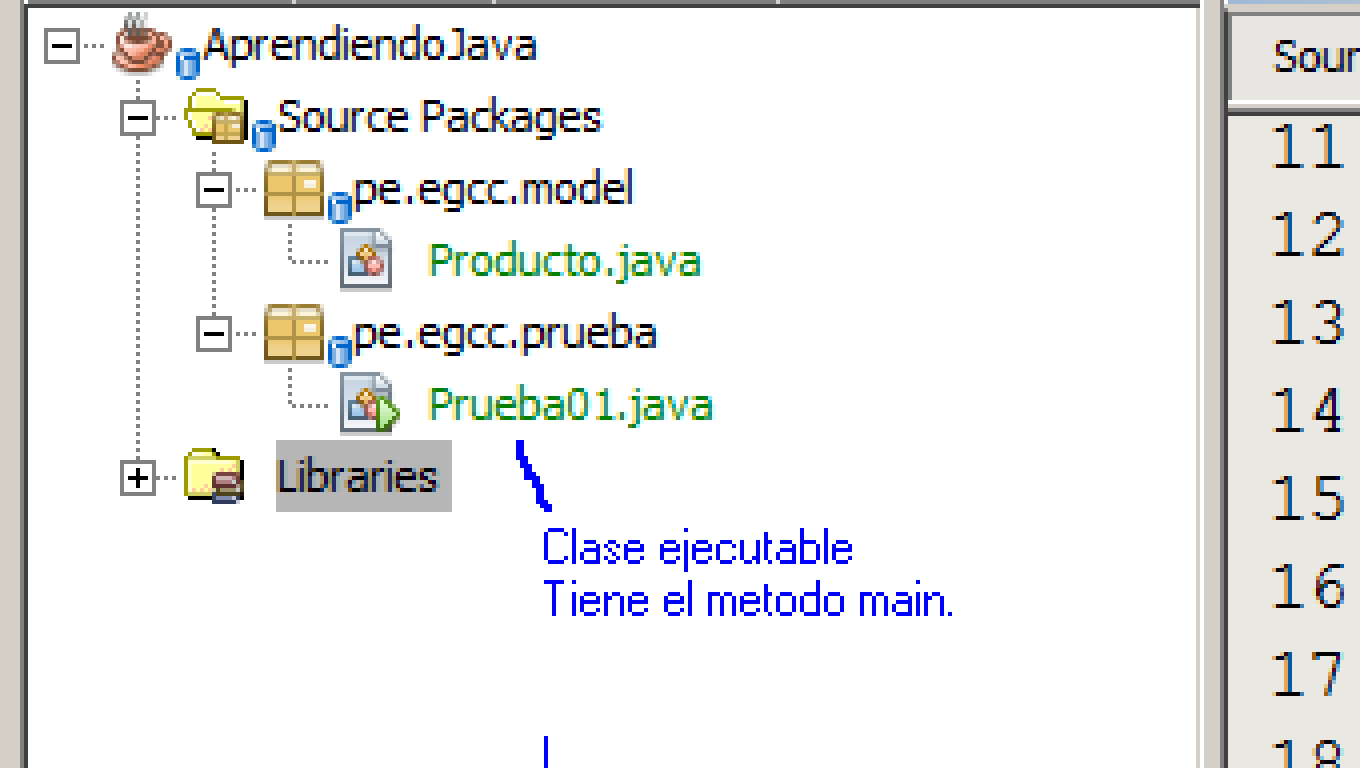 AprendiendoJava
Source Packages
pe.egcc.model
Producto.java
pe.egcc.prueba
Prueba01.java
Libraries
Clase ejecutable
Tiene el metodo main.
11
12
13
14
15
16
17
18